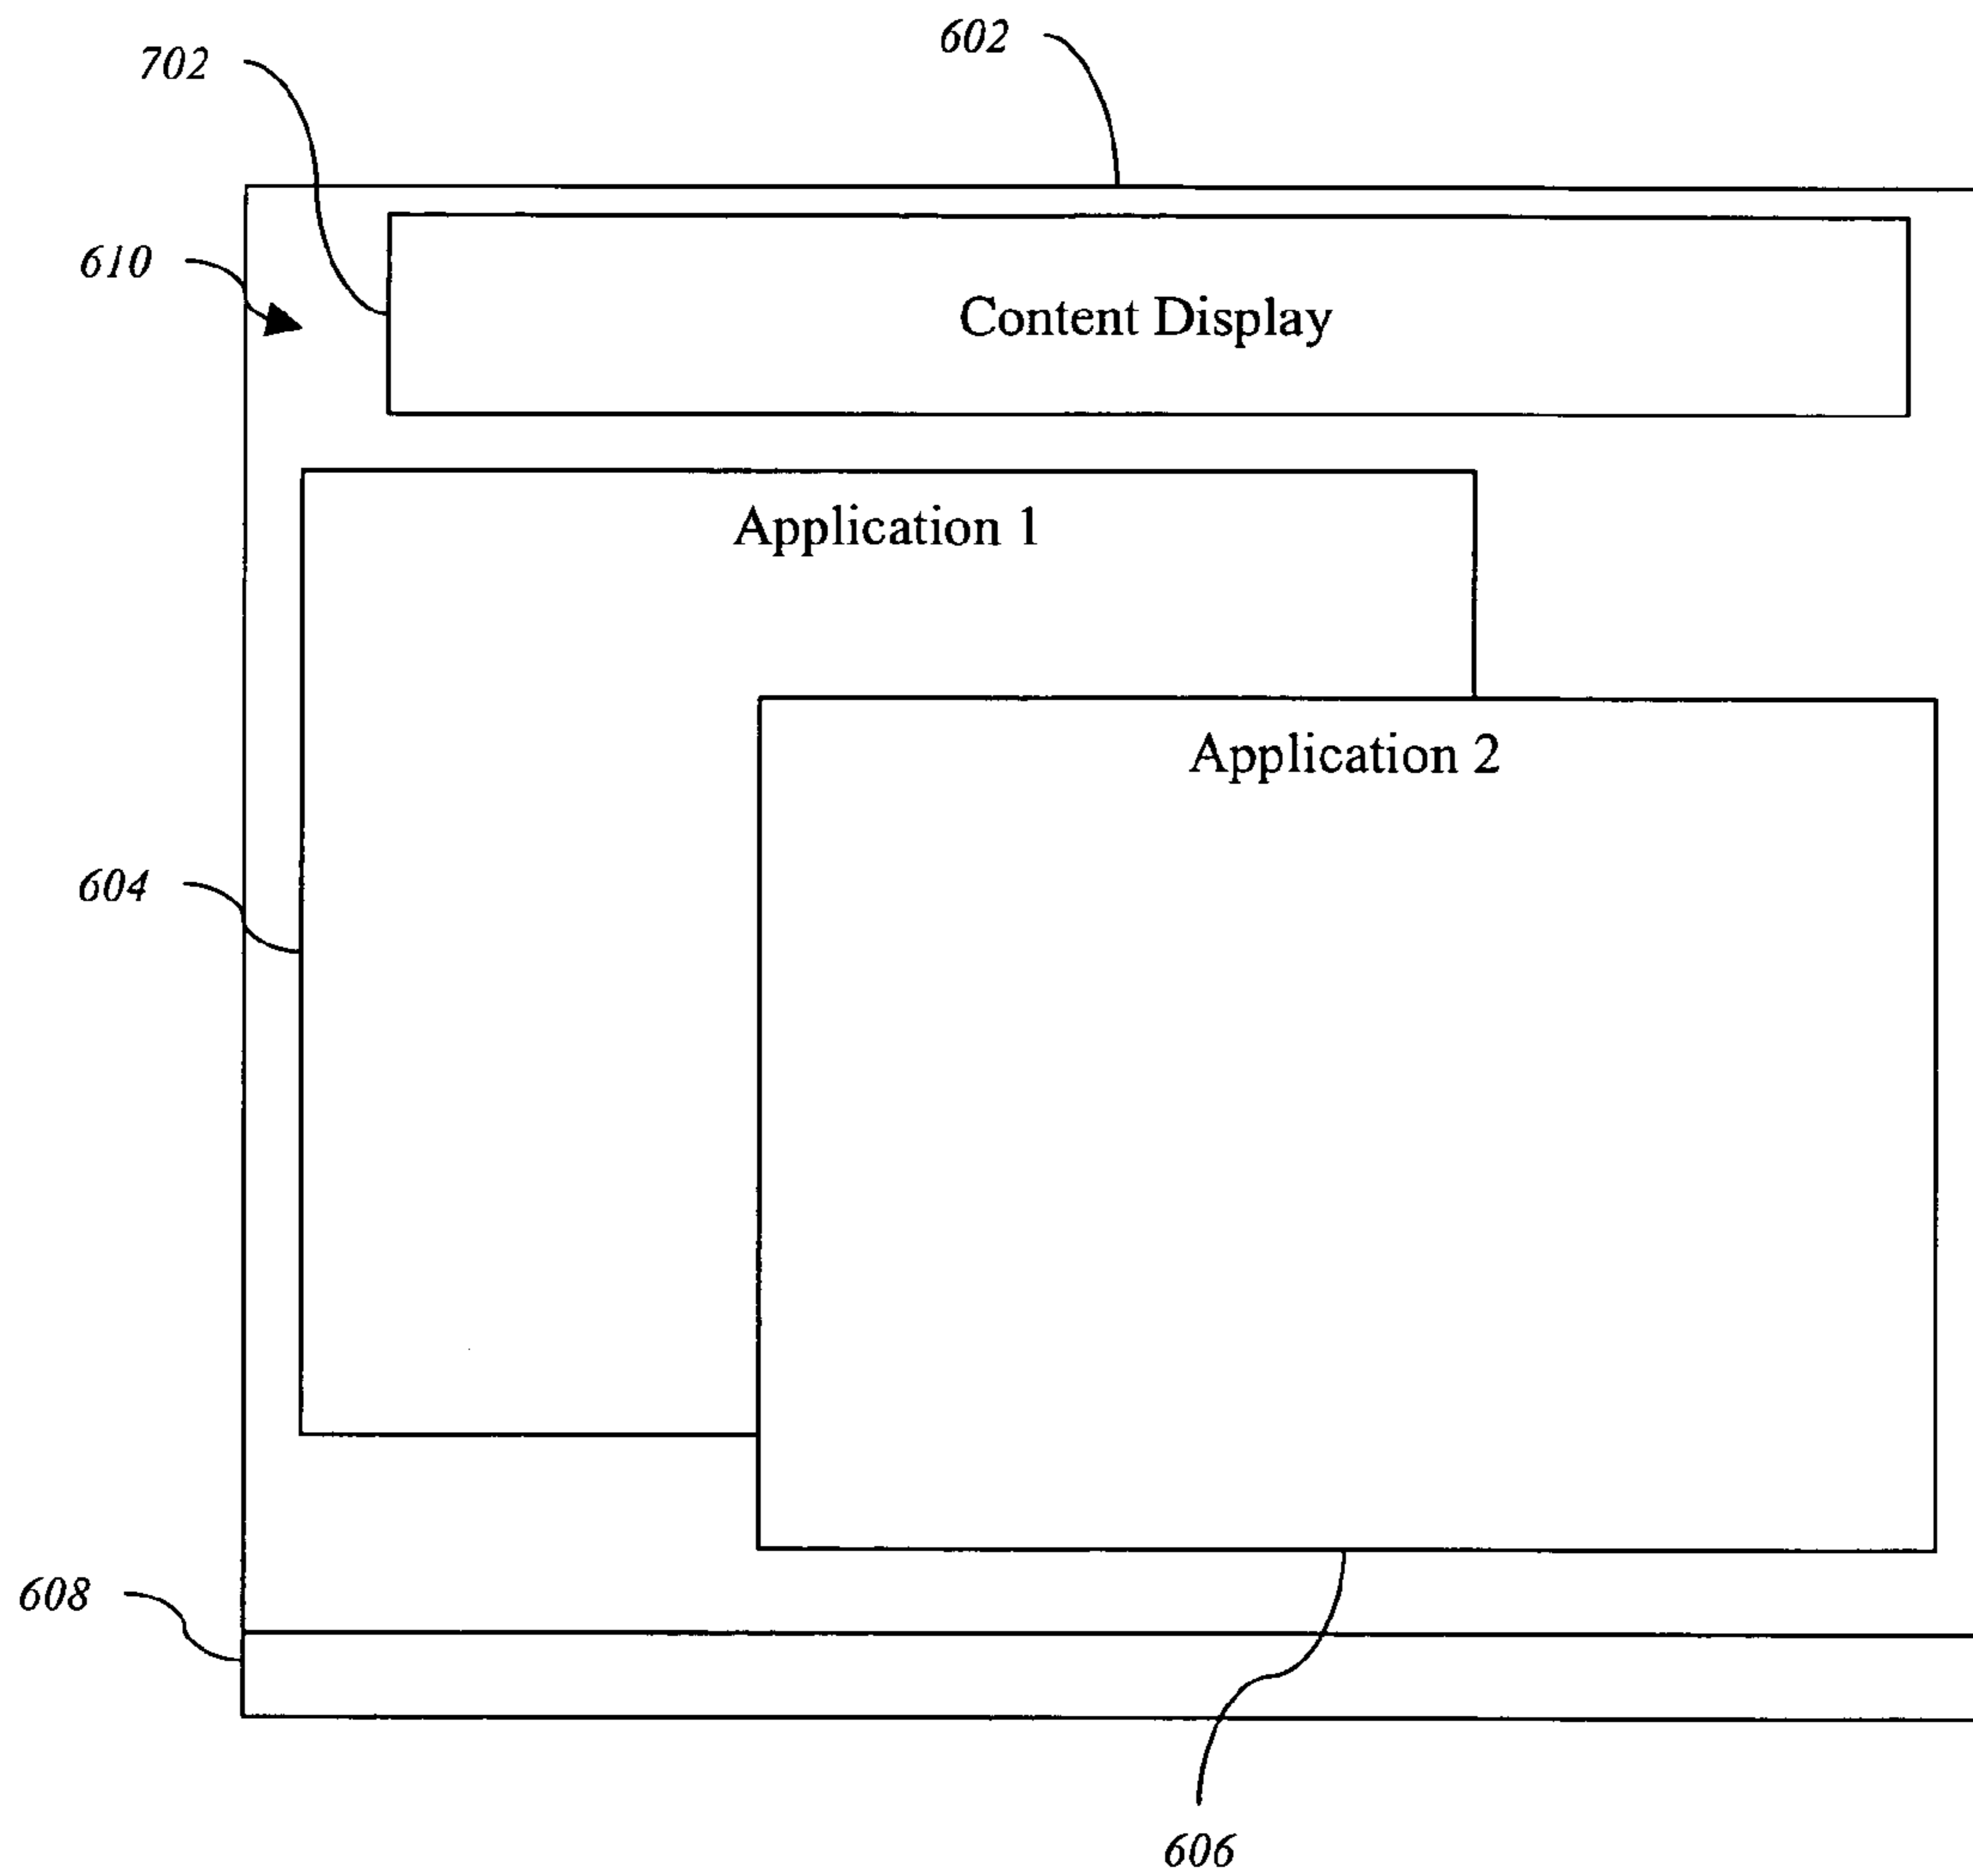 602
702
610
Content Display
Application 1
Application 2
604
608
606